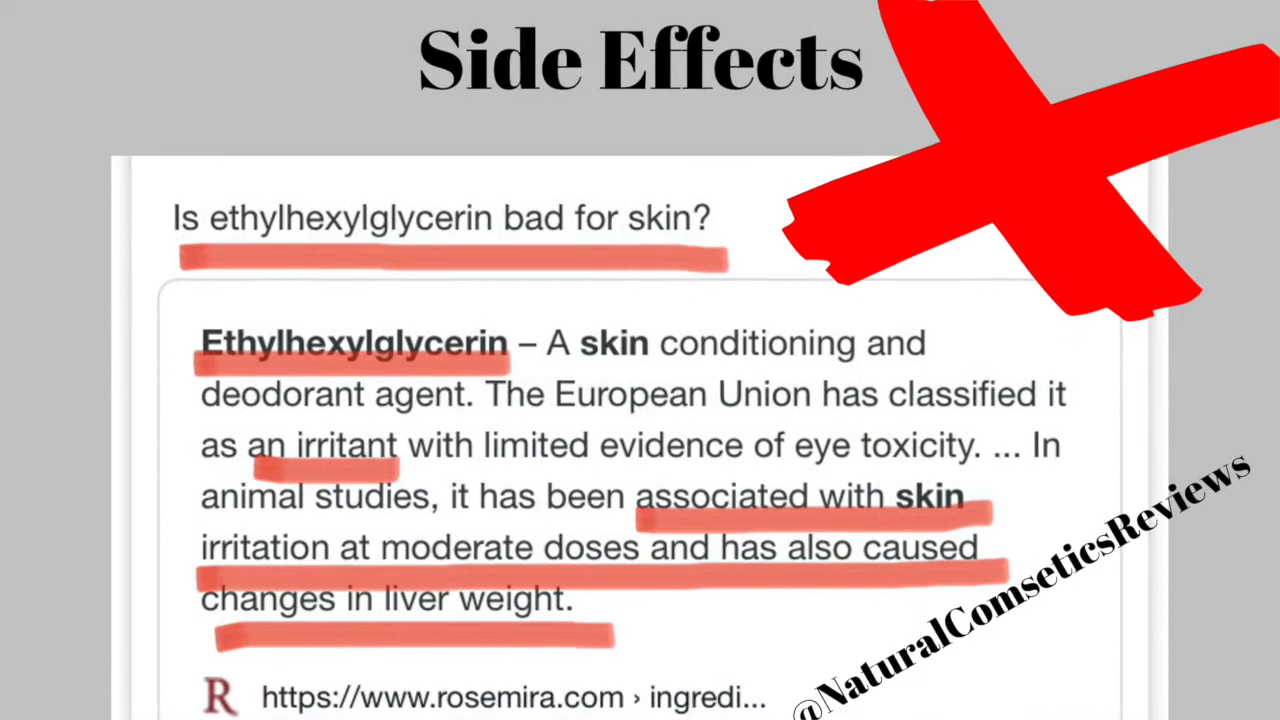 Side Effects
Is ethylhexylglycerin bad for skin?
Ethylhexylglycerin – A skin conditioning and
deodorant agent. The European Union has classified it
as an irritant with limited evidence of eye toxicity. ... In
animal studies, it has been associated with skin
irritation at moderate doses and has also caused
changes in liver weight.
R https://www.rosemira.com › ingredi...
@NaturalComseticsReviews